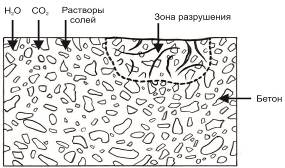 H₂O
CO₂
Растворы
солей
Зона разрушения
Бетон